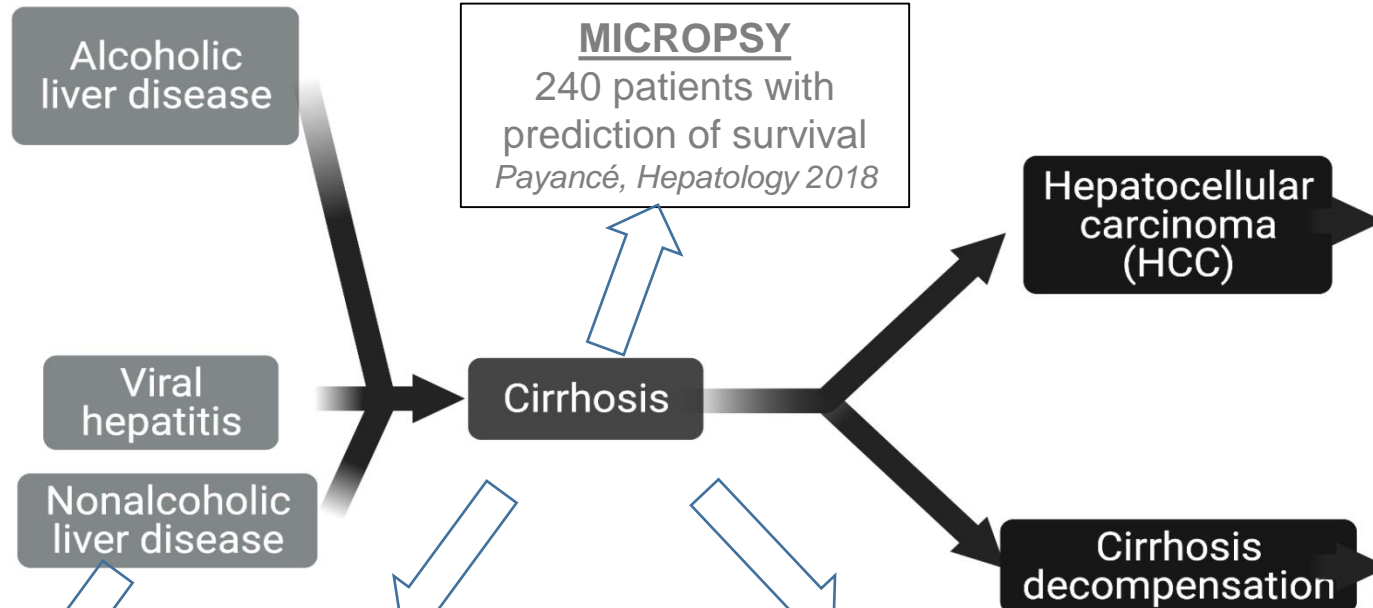 Alcoholic
liver disease
MICROPSY
240 patients with
prediction of survival
Payancé, Hepatology 2018
Hepatocellular
carcinoma
(HCC)
Viral
hepatitis
Cirrhosis
Nonalcoholic
liver disease
Cirrhosis
decompensation